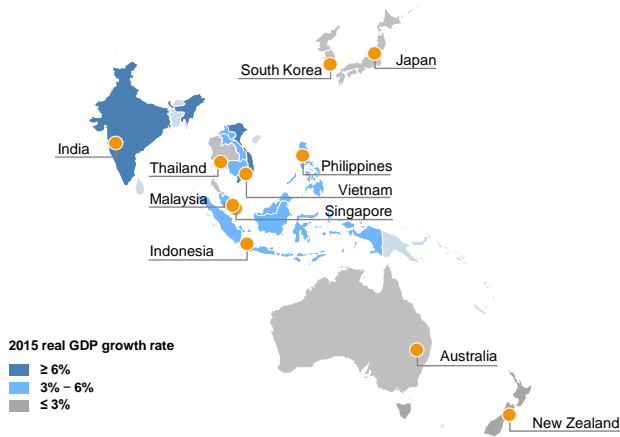 Japan
South Korea
India
Thailand
Philippines
Vietnam
Malaysia
Singapore
Indonesia
2015 real GDP growth rate
≥ 6%
3% – 6%
≤ 3%
Australia
New Zealand